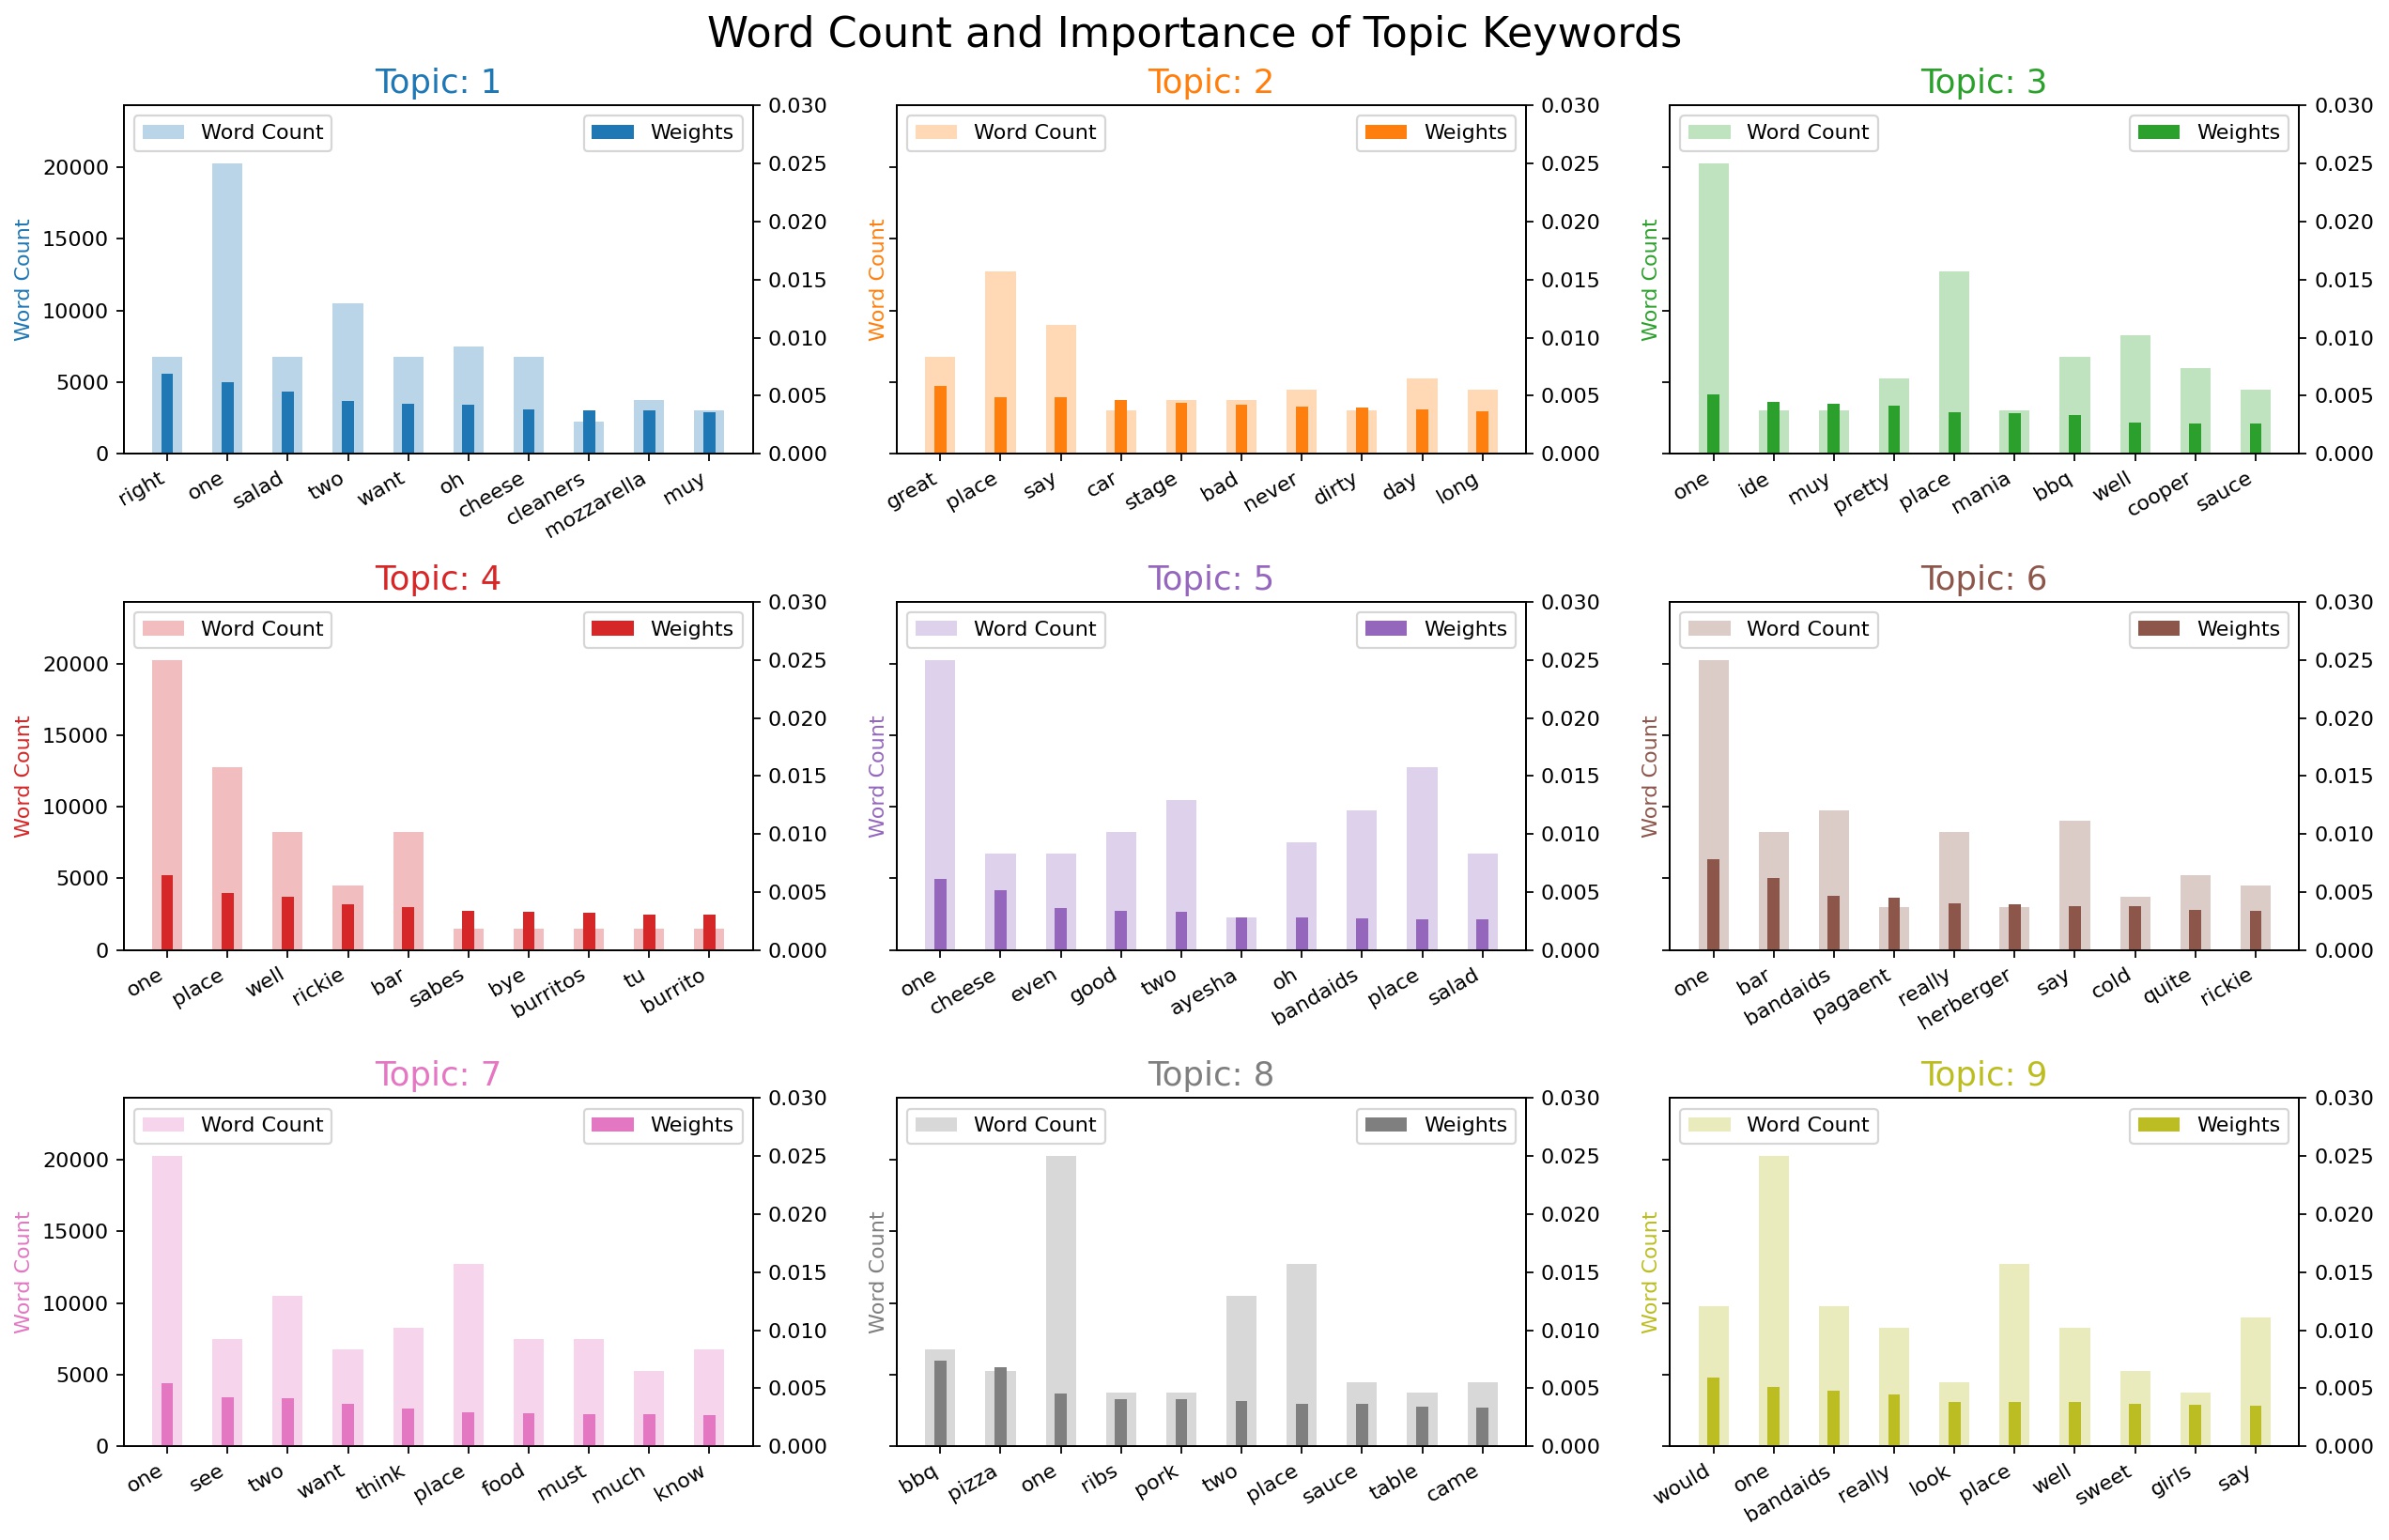 Word Count and Importance of Topic Keywords
Topic: 1
Word Count
Weights
Word Count
20000
15000
10000
5000
0
0.030
0.025
0.020
0.015
0.010
0.005
0.000
right
one
salad
two
want
oh
cheese
cleaners
mozzarella
muy
Topic: 2
Word Count
Weights
Word Count
0.030
0.025
0.020
0.015
0.010
0.005
0.000
great
place
say
car
stage
bad
never
dirty
day
long
Topic: 3
Word Count
Weights
Word Count
0.030
0.025
0.020
0.015
0.010
0.005
0.000
one
ide
muy
pretty
place
mania
bbq
well
cooper
sauce
Topic: 4
Word Count
Weights
Word Count
20000
15000
10000
5000
0
0.030
0.025
0.020
0.015
0.010
0.005
0.000
one
place
well
rickie
bar
sabes
bye
burritos
tu
burrito
Topic: 5
Word Count
Weights
Word Count
0.030
0.025
0.020
0.015
0.010
0.005
0.000
one
cheese
even
good
two
ayesha
oh
bandaids
place
salad
Topic: 6
Word Count
Weights
Word Count
0.030
0.025
0.020
0.015
0.010
0.005
0.000
one
bar
bandaids
pagaent
really
herberger
say
cold
quite
rickie
Topic: 7
Word Count
Weights
Word Count
20000
15000
10000
5000
0
0.030
0.025
0.020
0.015
0.010
0.005
0.000
one
see
two
want
think
place
food
must
much
know
Topic: 8
Word Count
Weights
Word Count
0.030
0.025
0.020
0.015
0.010
0.005
0.000
bbq
pizza
one
ribs
pork
two
place
sauce
table
came
Topic: 9
Word Count
Weights
Word Count
0.030
0.025
0.020
0.015
0.010
0.005
0.000
would
one
bandaids
really
look
place
well
sweet
girls
say